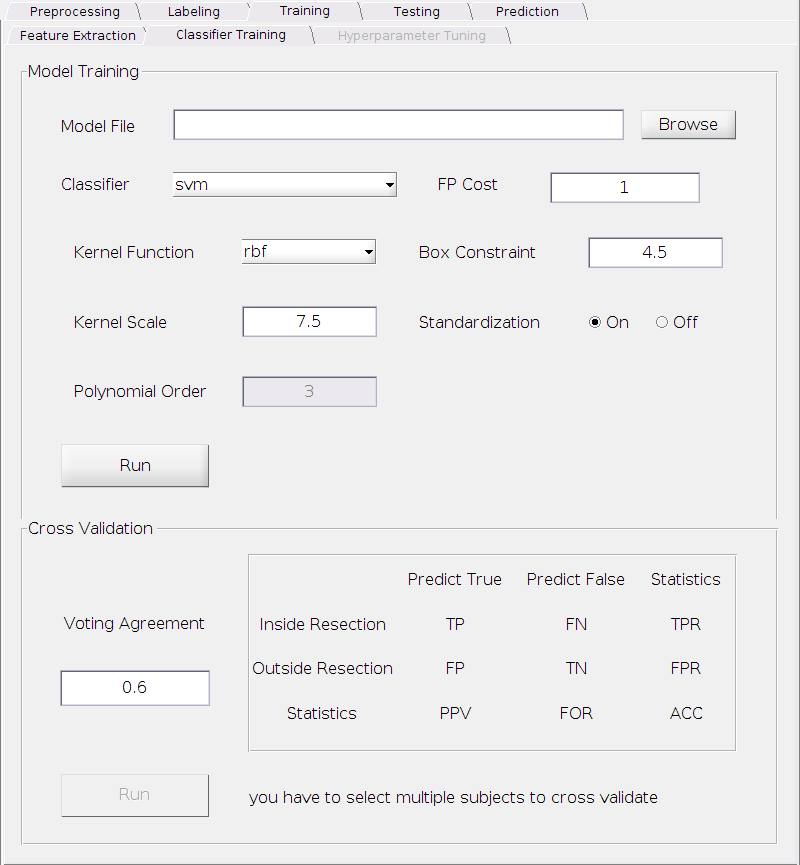 Preprocessing Labeling Training Testing Prediction
Feature Extraction Classifier Training Hyperparameter Tuning
Model Training
Model File Browse
Classifier svm FP Cost 1
Kernel Function rbf Box Constraint 4.5
Kernel Scale 7.5 Standardization On Off
Polynomial Order 3
Run
Cross Validation
Predict True Predict False Statistics
Voting Agreement Inside Resection TP FN TPR
Outside Resection FP TN FPR
0.6
Statistics PPV FOR ACC
Run you have to select multiple subjects to cross validate